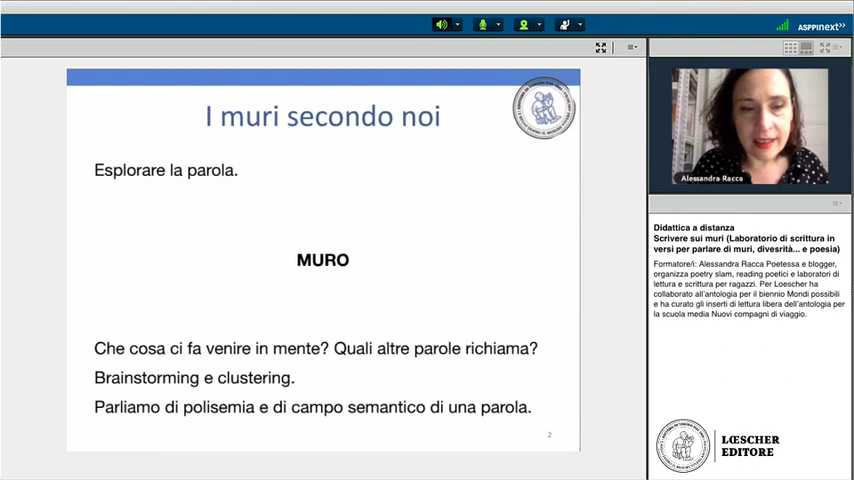 ASPPInext>>
I muri secondo noi
Esplorare la parola.
MURO
Che cosa ci fa venire in mente? Quali altre parole richiama?
Brainstorming e clustering.
Parliamo di polisemia e di campo semantico di una parola.
2
Alessandra Racca
Didattica a distanza
Scrivere sui muri (Laboratorio di scrittura in
versi per parlare di muri, divesrità... e poesia)
Formatore/i: Alessandra Racca Poetessa e blogger,
organizza poetry slam, reading poetici e laboratori di
lettura e scrittura per ragazzi. Per Loescher ha
collaborato all'antologia per il biennio Mondi possibili
e ha curato gli inserti di lettura libera dell'antologia per
la scuola media Nuovi compagni di viaggio.
LŒSCHER
EDITORE